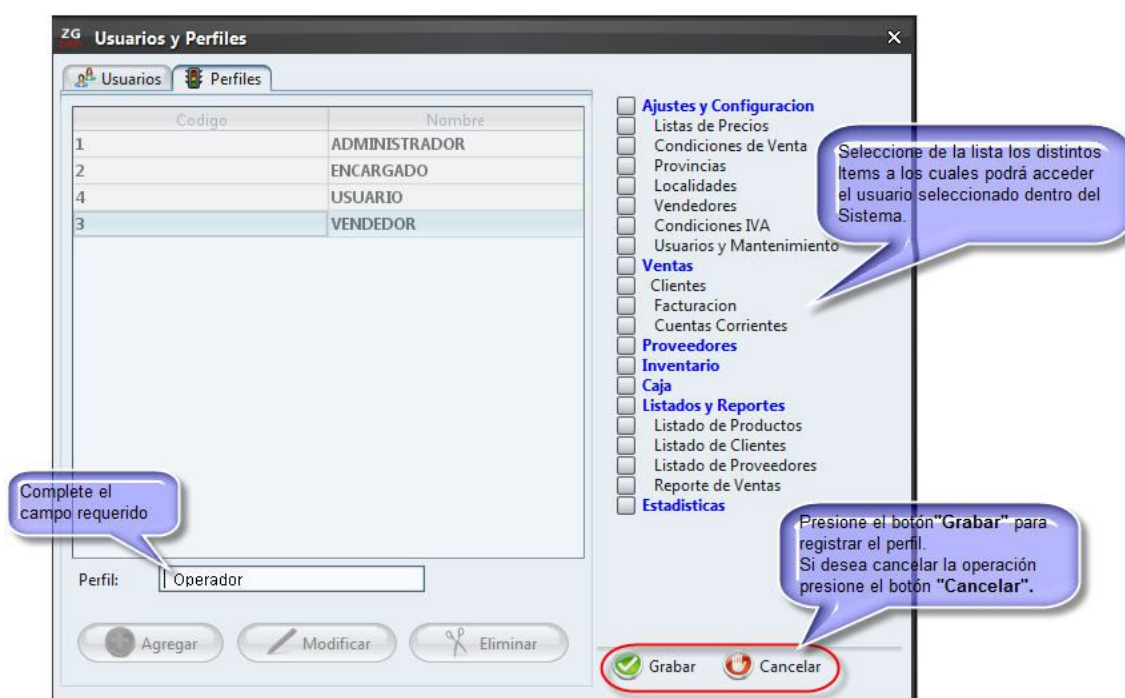 ZG Usuarios y Perfiles
Usuarios Perfiles
Codigo Nombre
1 ADMINISTRADOR
2 ENCARGADO
4 USUARIO
3 VENDEDOR
Perfil: Operador
Agregar Modificar Eliminar
Complete el
campo requerido
Ajustes y Configuracion
Listas de Precios
Condiciones de Venta
Provincias
Localidades
Vendedores
Condiciones IVA
Usuarios y Mantenimiento
Ventas
Clientes
Facturacion
Cuentas Corrientes
Proveedores
Inventario
Caja
Listados y Reportes
Listado de Productos
Listado de Clientes
Listado de Proveedores
Reporte de Ventas
Estadisticas
Seleccione de la lista los distintos
Items a los cuales podrá acceder
el usuario seleccionado dentro del
Sistema.
Presione el botón"Grabar" para
registrar el perfil.
Si desea cancelar la operación
presione el botón "Cancelar".
Grabar Cancelar